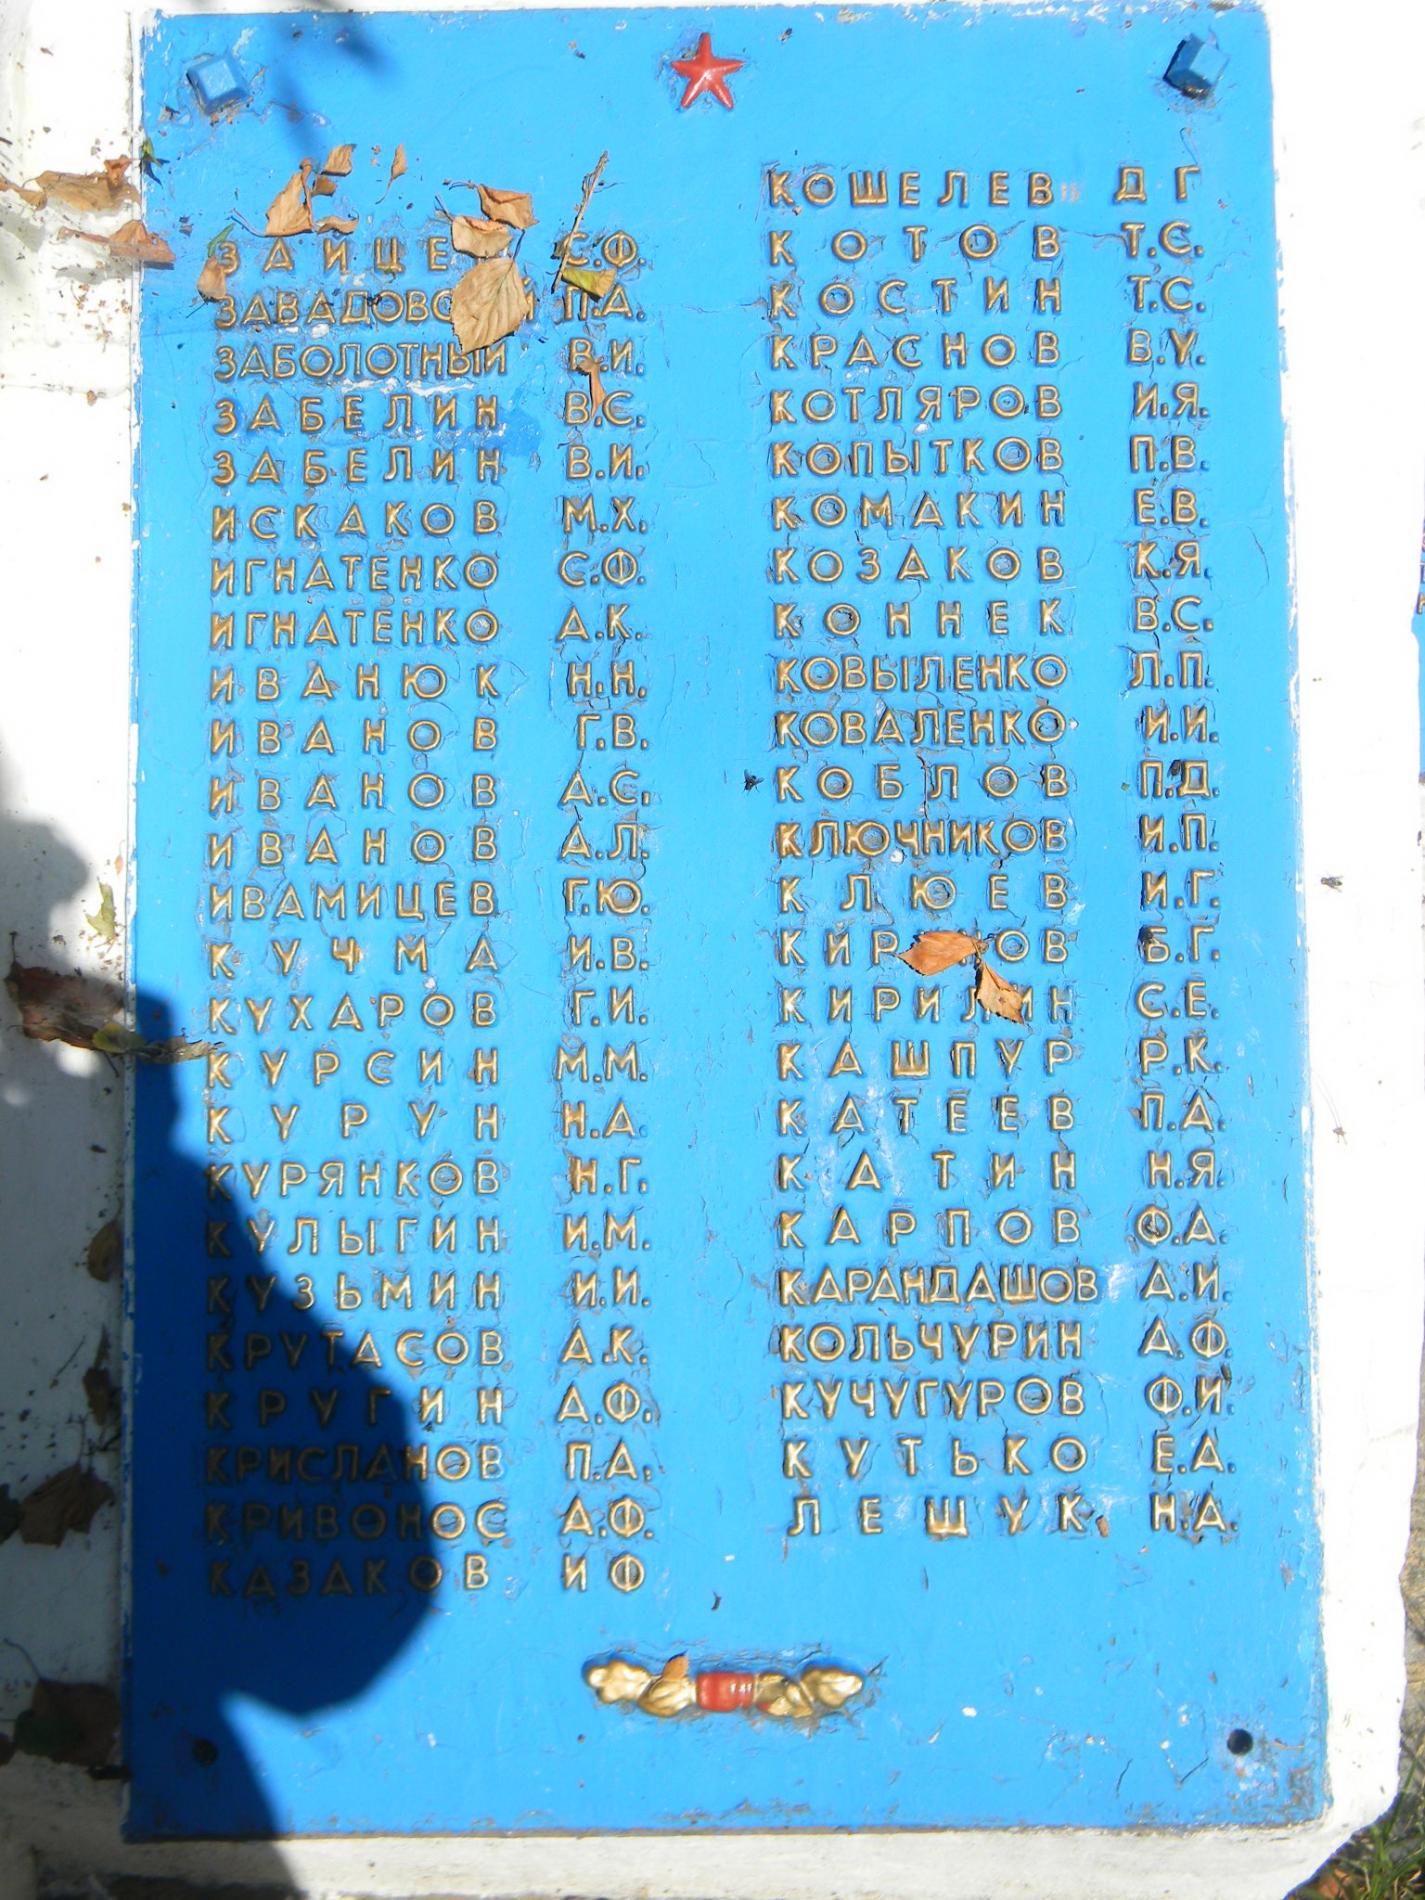 С.Ф.
П.А.
ЗАБОЛОТНЫЙ В.И.
ЗАБЕЛИН В.С.
ЗАБЕЛИН В.И.
ИСКАКОВ М.Х.
ИГНАТЕНКО С.Ф.
ИГНАТЕНКО А.К.
ИВАНЮК Н.Н.
ИВАНОВ Г.В.
ИВАНОВ А.С.
ИВАНОВ А.Л.
ИВАМИЦЕВ Г.Ю.
КУЧМА И.В.
КУХАРОВ Г.И.
КУРСИН М.М.
КУРУН Н.А.
КУРЯНКОВ Н.Г.
КУЛЫГИН И.М.
КУЗЬМИН И.И.
КРУТАСОВ А.К.
КРУГИН А.Ф.
КРИСЛАНОВ П.А.
КРИВОНОС А.Ф.
КАЗАКОВ И Ф
КОШЕЛЕВ Д Г
КОТОВ Т.С.
КОСТИН Т.С.
КРАСНОВ В.У.
КОТЛЯРОВ И.Я.
КОПЫТКОВ П.В.
КОМАКИН Е.В.
КОЗАКОВ К.Я.
КОННЕК В.С.
КОВЫЛЕНКО Л.П.
КОВАЛЕНКО И.И.
КОБЛОВ П.Д.
КЛЮЧНИКОВ И.П.
КЛЮЕВ И.Г.
Б.Г.
КИРИЛИН С.Е.
КАШПУР Р.К.
КАТЕЕВ П.А.
КАТИН Н.Я.
КАРПОВ Ф.А.
КАРАНДАШОВ А.И.
КОЛЬЧУРИН А.Ф.
КУЧУГУРОВ Ф.И.
КУТЬКО Е.А.
ЛЕШУК Н.А.